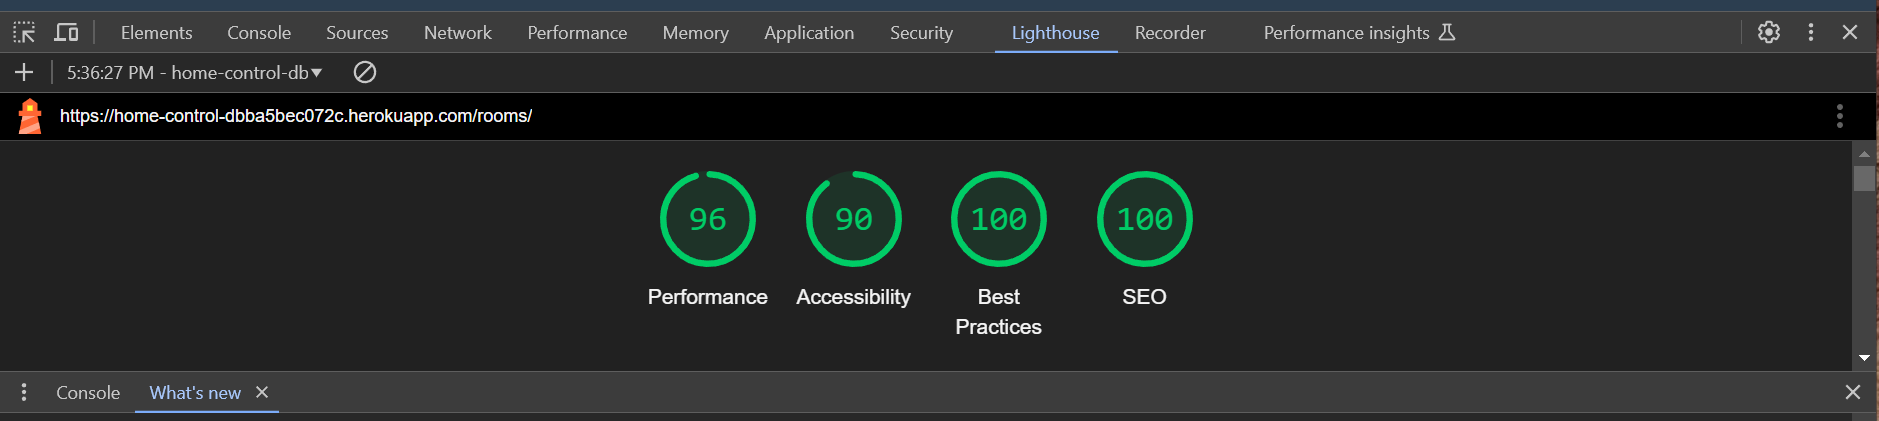 Elements Console Sources Network Performance Memory Application Security Lighthouse Recorder Performance insights
5:36:27 PM - home-control-db
https://home-control-dbba5bec072c.herokuapp.com/rooms/
96 90 100 100
Performance Accessibility Best Practices SEO
Console What's new